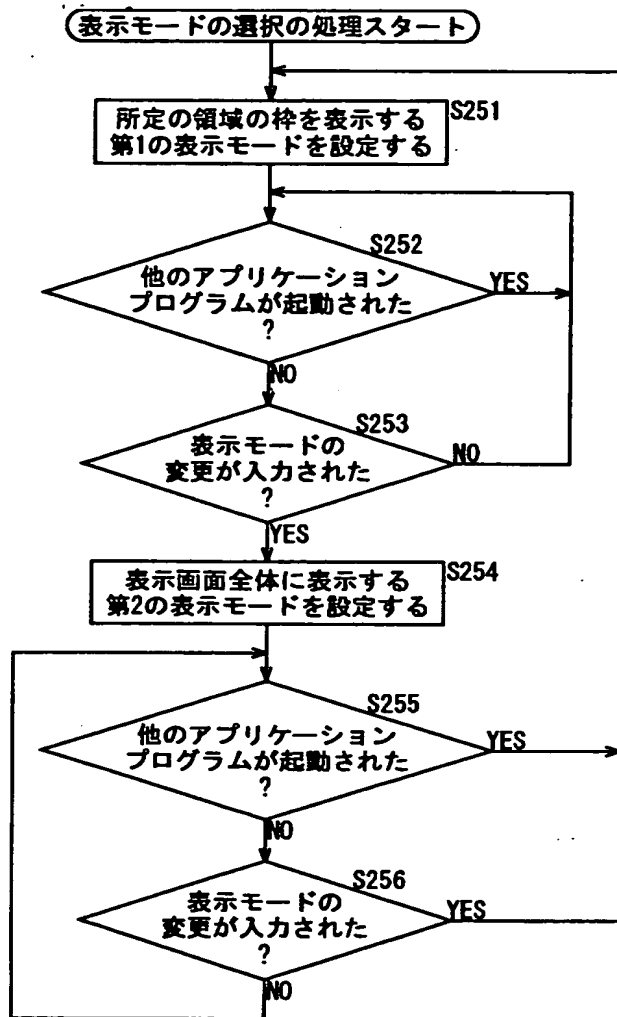 表示モードの選択の処理スタート
S251
所定の領域の枠を表示する
第1の表示モードを設定する
S252
他のアプリケーション
プログラムが起動された
?
YES
NO
S253
表示モードの
変更が入力された
?
NO
YES
S254
表示画面全体に表示する
第2の表示モードを設定する
S255
他のアプリケーション
プログラムが起動された
?
YES
NO
S256
表示モードの
変更が入力された
?
YES
NO